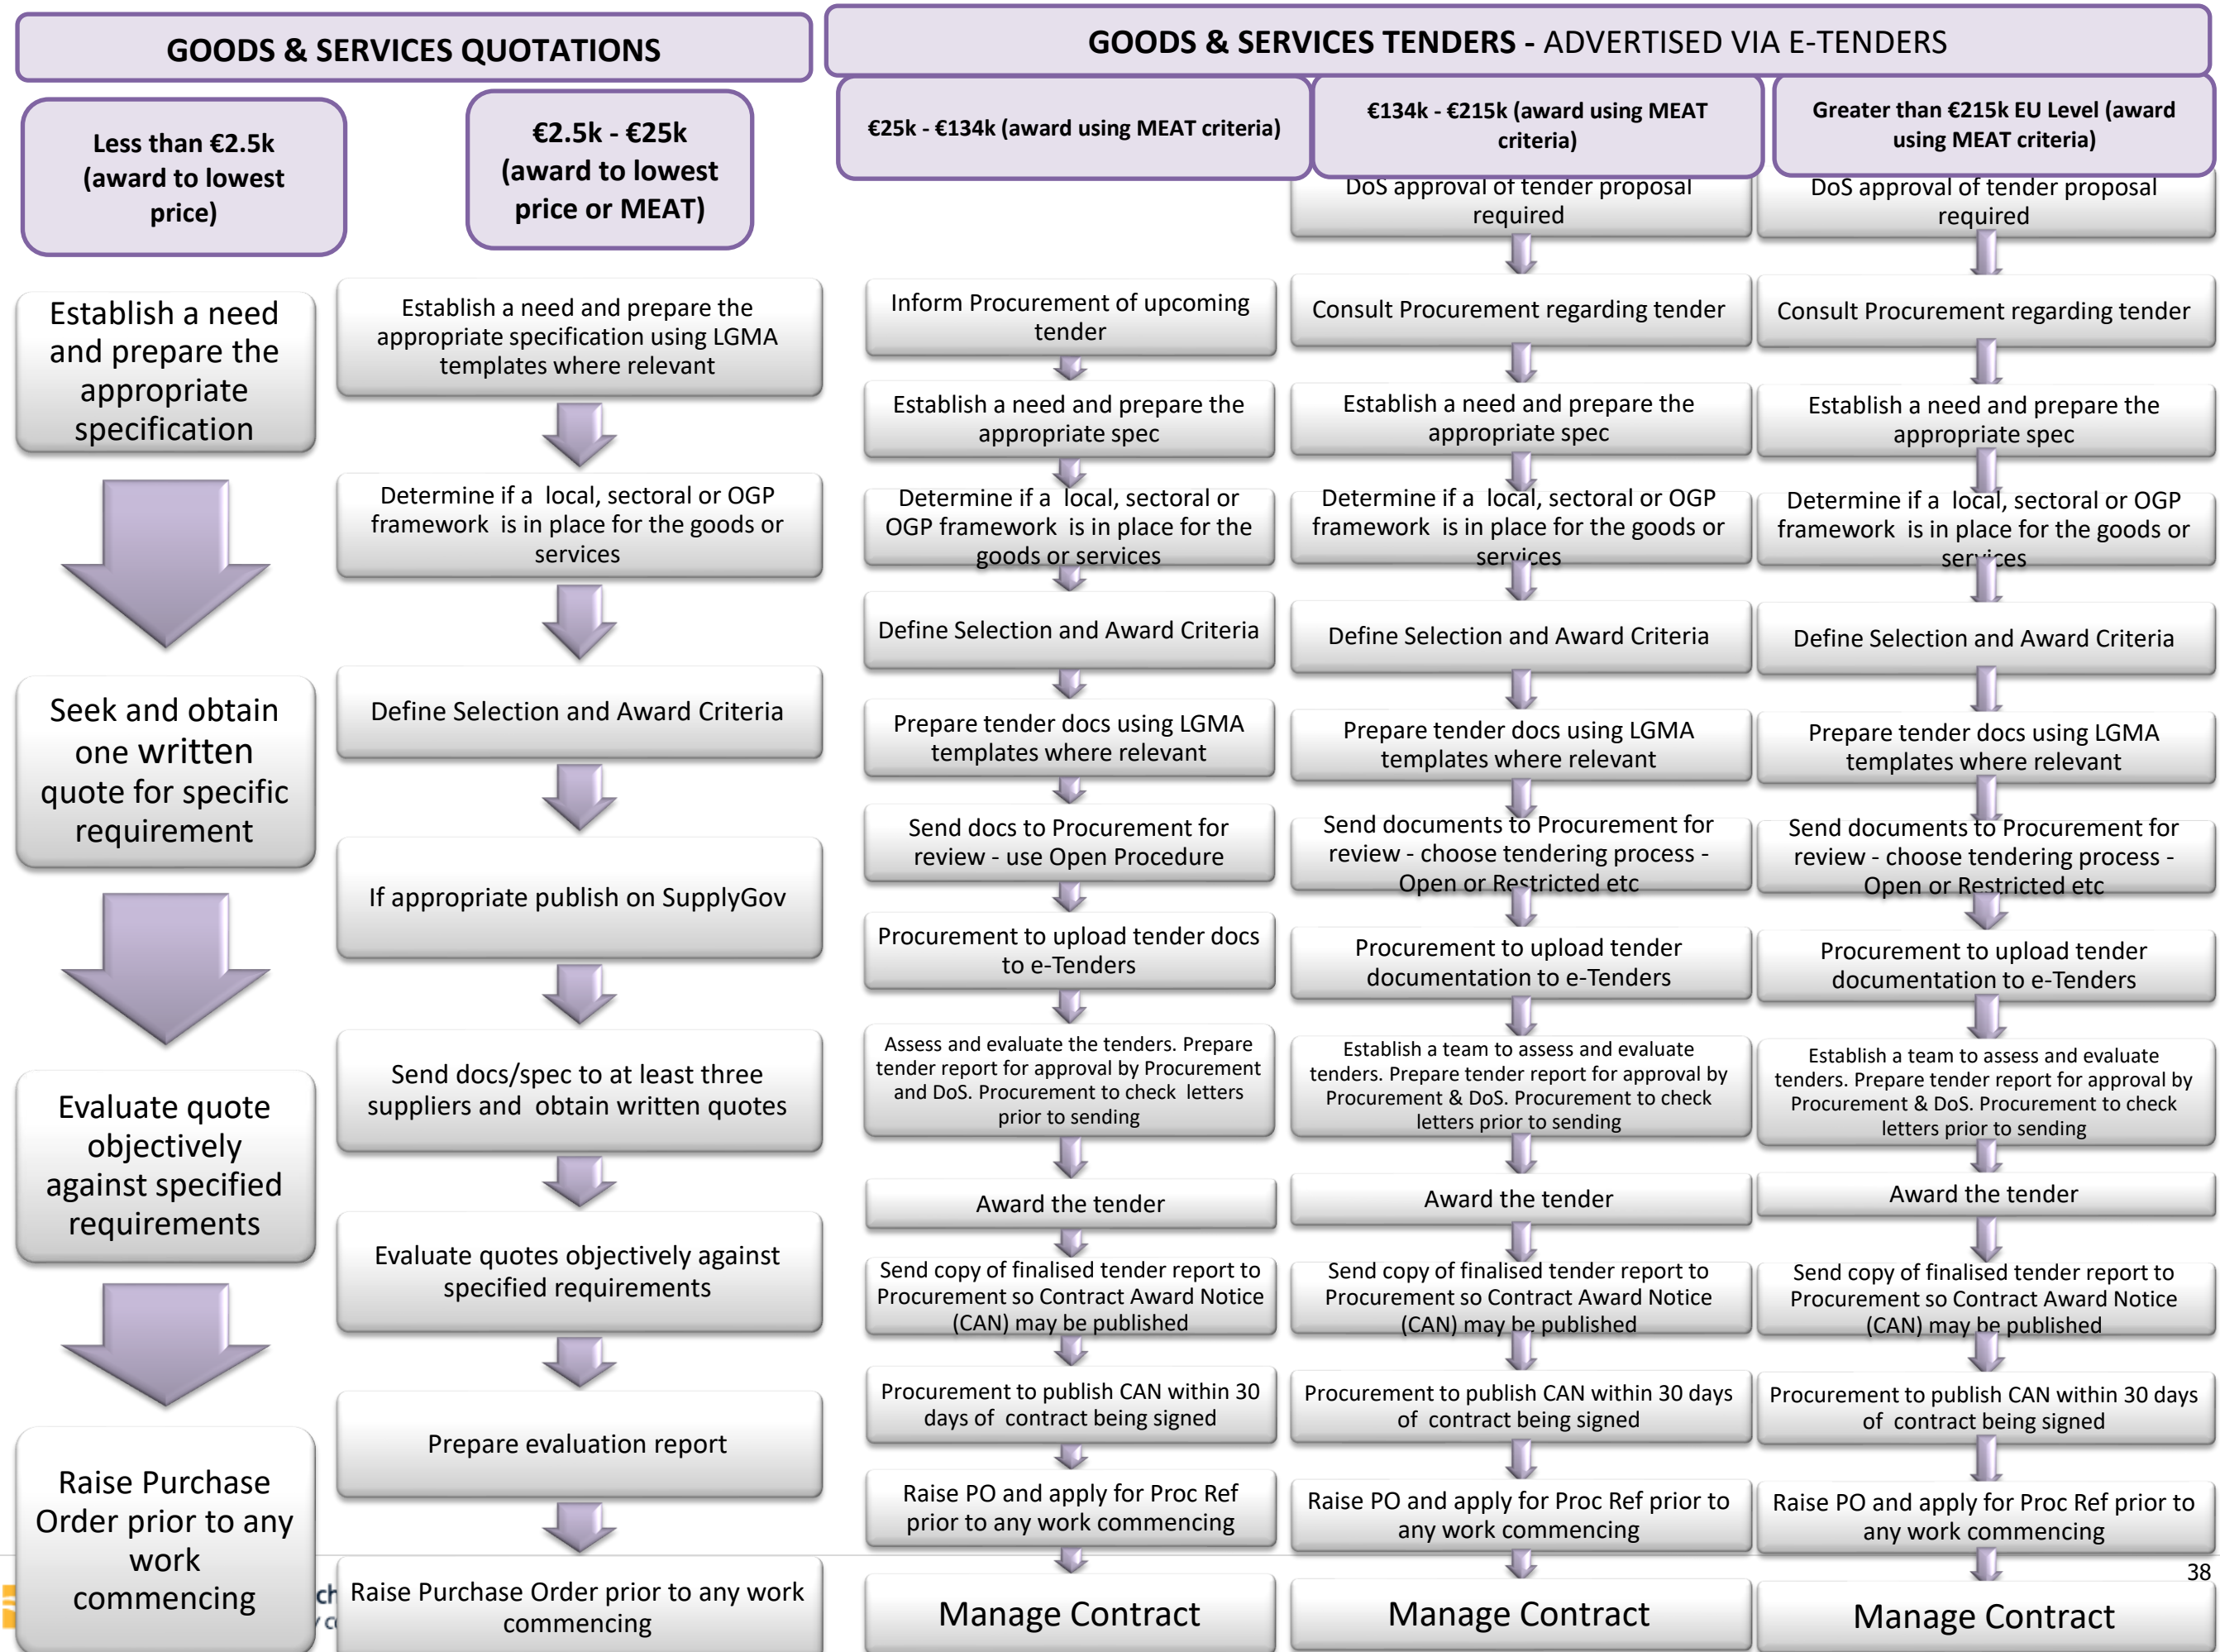 GOODS & SERVICES QUOTATIONS
Less than €2.5k
(award to lowest
price)
Establish a need
and prepare the
appropriate
specification
Seek and obtain
one written
quote for specific
requirement
Evaluate quote
objectively
against specified
requirements
Raise Purchase
Order prior to any
work
commencing
€2.5k - €25k
(award to lowest
price or MEAT)
Establish a need and prepare the
appropriate specification using LGMA
templates where relevant
Determine if a local, sectoral or OGP
framework is in place for the goods or
services
Define Selection and Award Criteria
If appropriate publish on SupplyGov
Send docs/spec to at least three
suppliers and obtain written quotes
Evaluate quotes objectively against
specified requirements
Prepare evaluation report
Raise Purchase Order prior to any work
commencing
GOODS & SERVICES TENDERS - ADVERTISED VIA E-TENDERS
€25k - €134k (award using MEAT criteria)
Inform Procurement of upcoming
tender
Establish a need and prepare the
appropriate spec
Determine if a local, sectoral or
OGP framework is in place for the
goods or services
Define Selection and Award Criteria
Prepare tender docs using LGMA
templates where relevant
Send docs to Procurement for
review - use Open Procedure
Procurement to upload tender docs
to e-Tenders
Assess and evaluate the tenders. Prepare
tender report for approval by Procurement
and DoS. Procurement to check letters
prior to sending
Award the tender
Send copy of finalised tender report to
Procurement so Contract Award Notice
(CAN) may be published
Procurement to publish CAN within 30
days of contract being signed
Raise PO and apply for Proc Ref
prior to any work commencing
Manage Contract
€134k - €215k (award using MEAT
criteria)
DoS approval of tender proposal
required
Consult Procurement regarding tender
Establish a need and prepare the
appropriate spec
Determine if a local, sectoral or OGP
framework is in place for the goods or
services
Define Selection and Award Criteria
Prepare tender docs using LGMA
templates where relevant
Send documents to Procurement for
review - choose tendering process -
Open or Restricted etc
Procurement to upload tender
documentation to e-Tenders
Establish a team to assess and evaluate
tenders. Prepare tender report for approval by
Procurement & DoS. Procurement to check
letters prior to sending
Award the tender
Send copy of finalised tender report to
Procurement so Contract Award Notice
(CAN) may be published
Procurement to publish CAN within 30 days
of contract being signed
Raise PO and apply for Proc Ref prior to
any work commencing
Manage Contract
Greater than €215k EU Level (award
using MEAT criteria)
DoS approval of tender proposal
required
Consult Procurement regarding tender
Establish a need and prepare the
appropriate spec
Determine if a local, sectoral or OGP
framework is in place for the goods or
services
Define Selection and Award Criteria
Prepare tender docs using LGMA
templates where relevant
Send documents to Procurement for
review - choose tendering process -
Open or Restricted etc
Procurement to upload tender
documentation to e-Tenders
Establish a team to assess and evaluate
tenders. Prepare tender report for approval by
Procurement & DoS. Procurement to check
letters prior to sending
Award the tender
Send copy of finalised tender report to
Procurement so Contract Award Notice
(CAN) may be published
Procurement to publish CAN within 30 days
of contract being signed
Raise PO and apply for Proc Ref prior to
any work commencing
Manage Contract
38